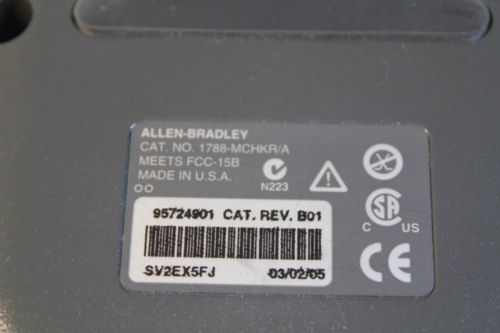 ALLEN-BRADLEY
CAT. NO. 1788-MCHKR/A
MEETS FCC-15B
MADE IN U.S.A.
N223
C US
CE
95724901 CAT. REV. B01
SV2EX5FJ 03/02/05